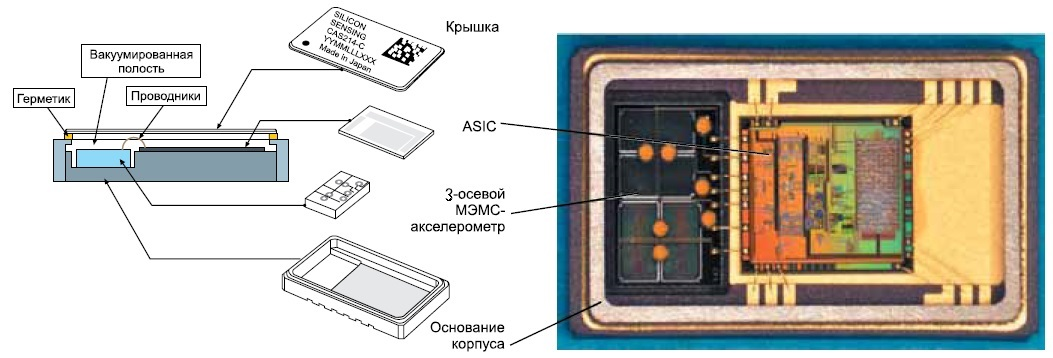 SILICON
SENSING
CAS214-C
YYMMLLLXXX
Made In Japan
Крышка
Вакуумированная
полость
Герметик
Проводники
ASIC
3-осевой
МЭМС-
акселерометр
Основание
корпуса